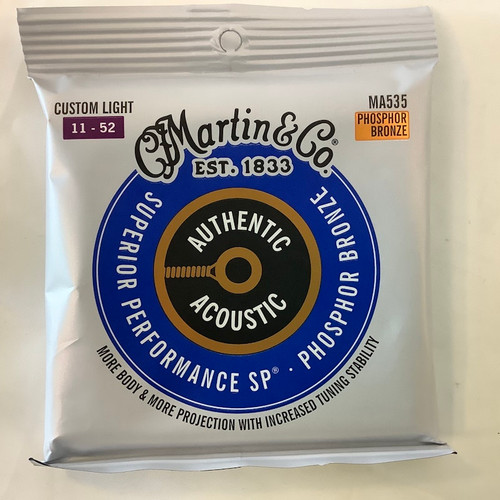 CUSTOM LIGHT
11 - 52
MA535
PHOSPHOR
BRONZE
CFMartin & Co.®
EST. 1833
AUTHENTIC
ACOUSTIC
SUPERIOR PERFORMANCE SP® · PHOSPHOR BRONZE
MORE BODY & MORE PROJECTION WITH INCREASED TUNING STABILITY